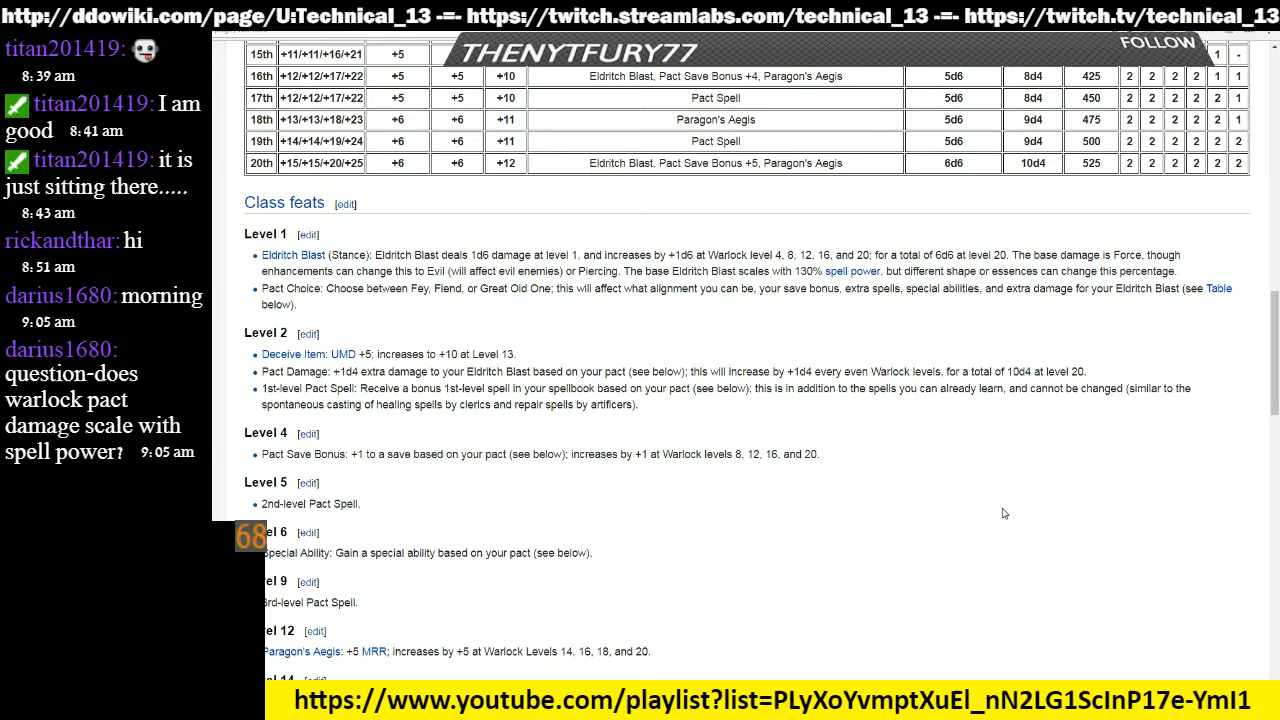 http://ddowiki.com/page/U:Technical_13 -=- https://twitch.streamlabs.com/technical_13 -=- https://twitch.tv/technical_13
titan201419:
8:39 am
titan201419: I am
good 8:41 am
titan201419: it is
just sitting there.....
8:43 am
rickandthar: hi
8:51 am
darius1680: morning
9:05 am
darius1680:
question-does
warlock pact
damage scale with
spell power? 9:05 am
THENYTFURY77 FOLLOW
15th +11/+11/+16/+21 +5 1 -
16th +12/+12/+17/+22 +5 +5 +10 Eldritch Blast, Pact Save Bonus +4, Paragon's Aegis 5d6 8d4 425 2 2 2 2 1 1
17th +12/+12/+17/+22 +5 +5 +10 Pact Spell 5d6 8d4 450 2 2 2 2 2 1
18th +13/+13/+18/+23 +6 +6 +11 Paragon's Aegis 5d6 9d4 475 2 2 2 2 2 1
19th +14/+14/+19/+24 +6 +6 +11 Pact Spell 5d6 9d4 500 2 2 2 2 2 2
20th +15/+15/+20/+25 +6 +6 +12 Eldritch Blast, Pact Save Bonus +5, Paragon's Aegis 6d6 10d4 525 2 2 2 2 2 2
Class feats [edit]
Level 1 [edit]
Eldritch Blast (Stance): Eldritch Blast deals 1d6 damage at level 1, and increases by +1d6 at Warlock level 4, 8, 12, 16, and 20; for a total of 6d6 at level 20. The base damage is Force, though
enhancements can change this to Evil (will affect evil enemies) or Piercing. The base Eldritch Blast scales with 130% spell power, but different shape or essences can change this percentage.
Pact Choice: Choose between Fey, Fiend, or Great Old One; this will affect what alignment you can be, your save bonus, extra spells, special abilities, and extra damage for your Eldritch Blast (see Table
below).
Level 2 [edit]
Deceive Item: UMD +5; increases to +10 at Level 13.
Pact Damage: +1d4 extra damage to your Eldritch Blast based on your pact (see below); this will increase by +1d4 every even Warlock levels, for a total of 10d4 at level 20.
1st-level Pact Spell: Receive a bonus 1st-level spell in your spellbook based on your pact (see below); this is in addition to the spells you can already learn, and cannot be changed (similar to the
spontaneous casting of healing spells by clerics and repair spells by artificers).
Level 4 [edit]
Pact Save Bonus: +1 to a save based on your pact (see below); increases by +1 at Warlock levels 8, 12, 16, and 20.
Level 5 [edit]
2nd-level Pact Spell.
68
el 6 [edit]
Special Ability: Gain a special ability based on your pact (see below).
el 9 [edit]
3rd-level Pact Spell.
el 12 [edit]
Paragon's Aegis: +5 MRR; increases by +5 at Warlock Levels 14, 16, 18, and 20.
https://www.youtube.com/playlist?list=PLyXoYvmptXuEl_nN2LG1ScInP17e-YmI1